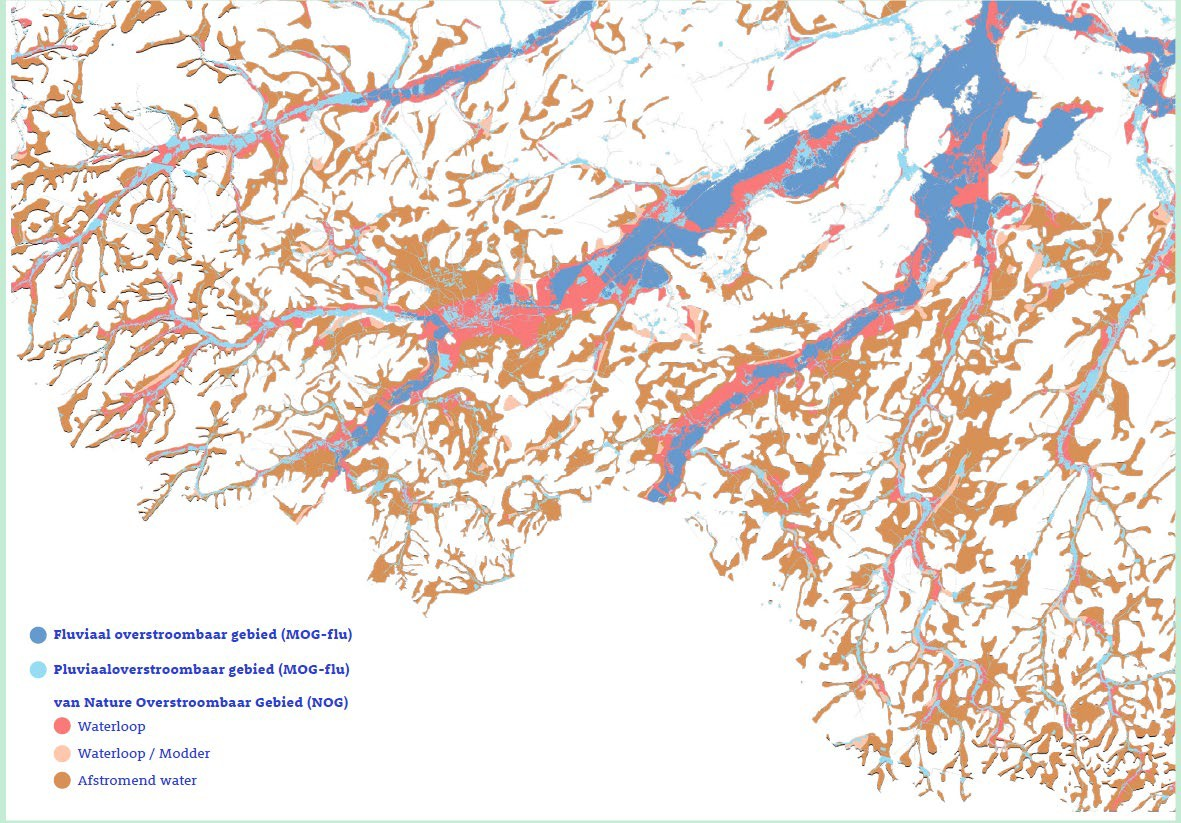 Fluviaal overstroombaar gebied (MOG-flu)
Pluviaaloverstroombaar gebied (MOG-flu)
van Nature Overstroombaar Gebied (NOG)
Waterloop
Waterloop / Modder
Afstromend water